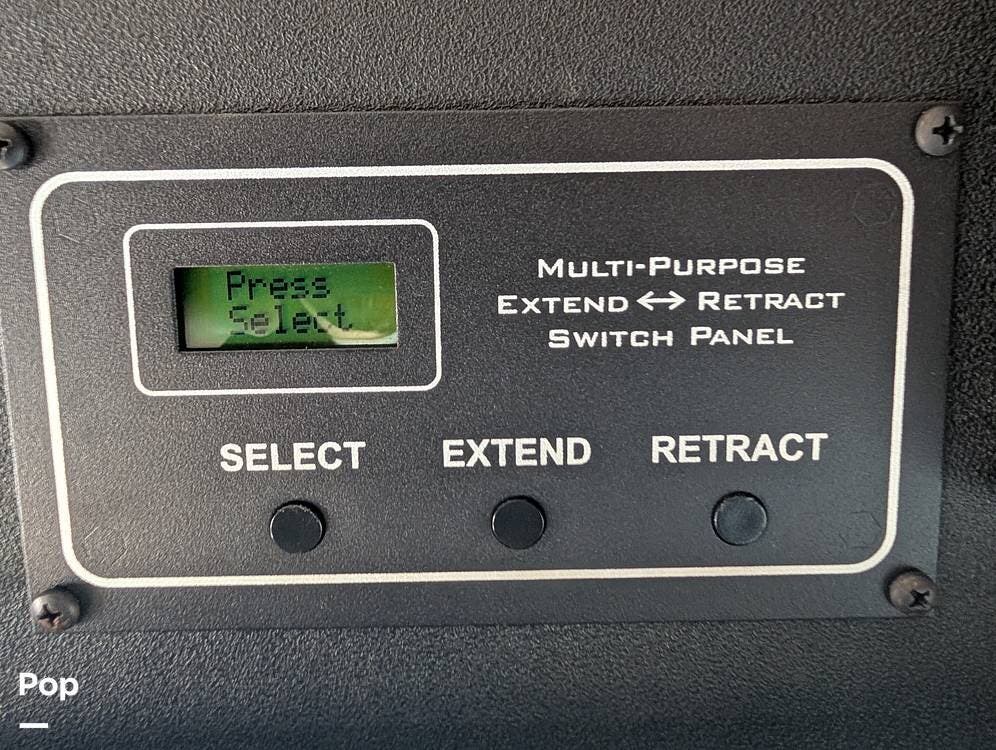 Press
Select
MULTI-PURPOSE
EXTEND ↔ RETRACT
SWITCH PANEL
SELECT EXTEND RETRACT
Pop